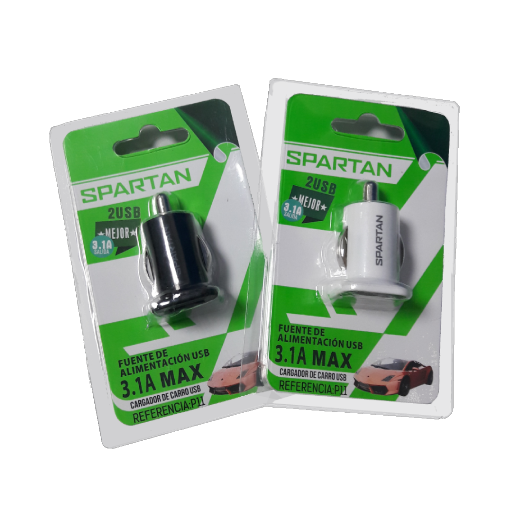 SPARTAN
2USB
★MEJOR★
3.1A
SALIDA
FUENTE DE
ALIMENTACIÓN USB
3.1A MAX
CARGADOR DE CARRO USB
REFERENCIA:P11
SPARTAN
2USB
★MEJOR★
3.1A
SALIDA
SPARTAN
FUENTE DE
ALIMENTACIÓN USB
3.1A MAX
CARGADOR DE CARRO USB
REFERENCIA:P11